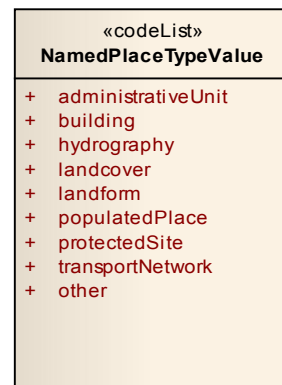 «codeList»
NamedPlaceTypeValue
+ administrativeUnit
+ building
+ hydrography
+ landcover
+ landform
+ populatedPlace
+ protectedSite
+ transportNetwork
+ other